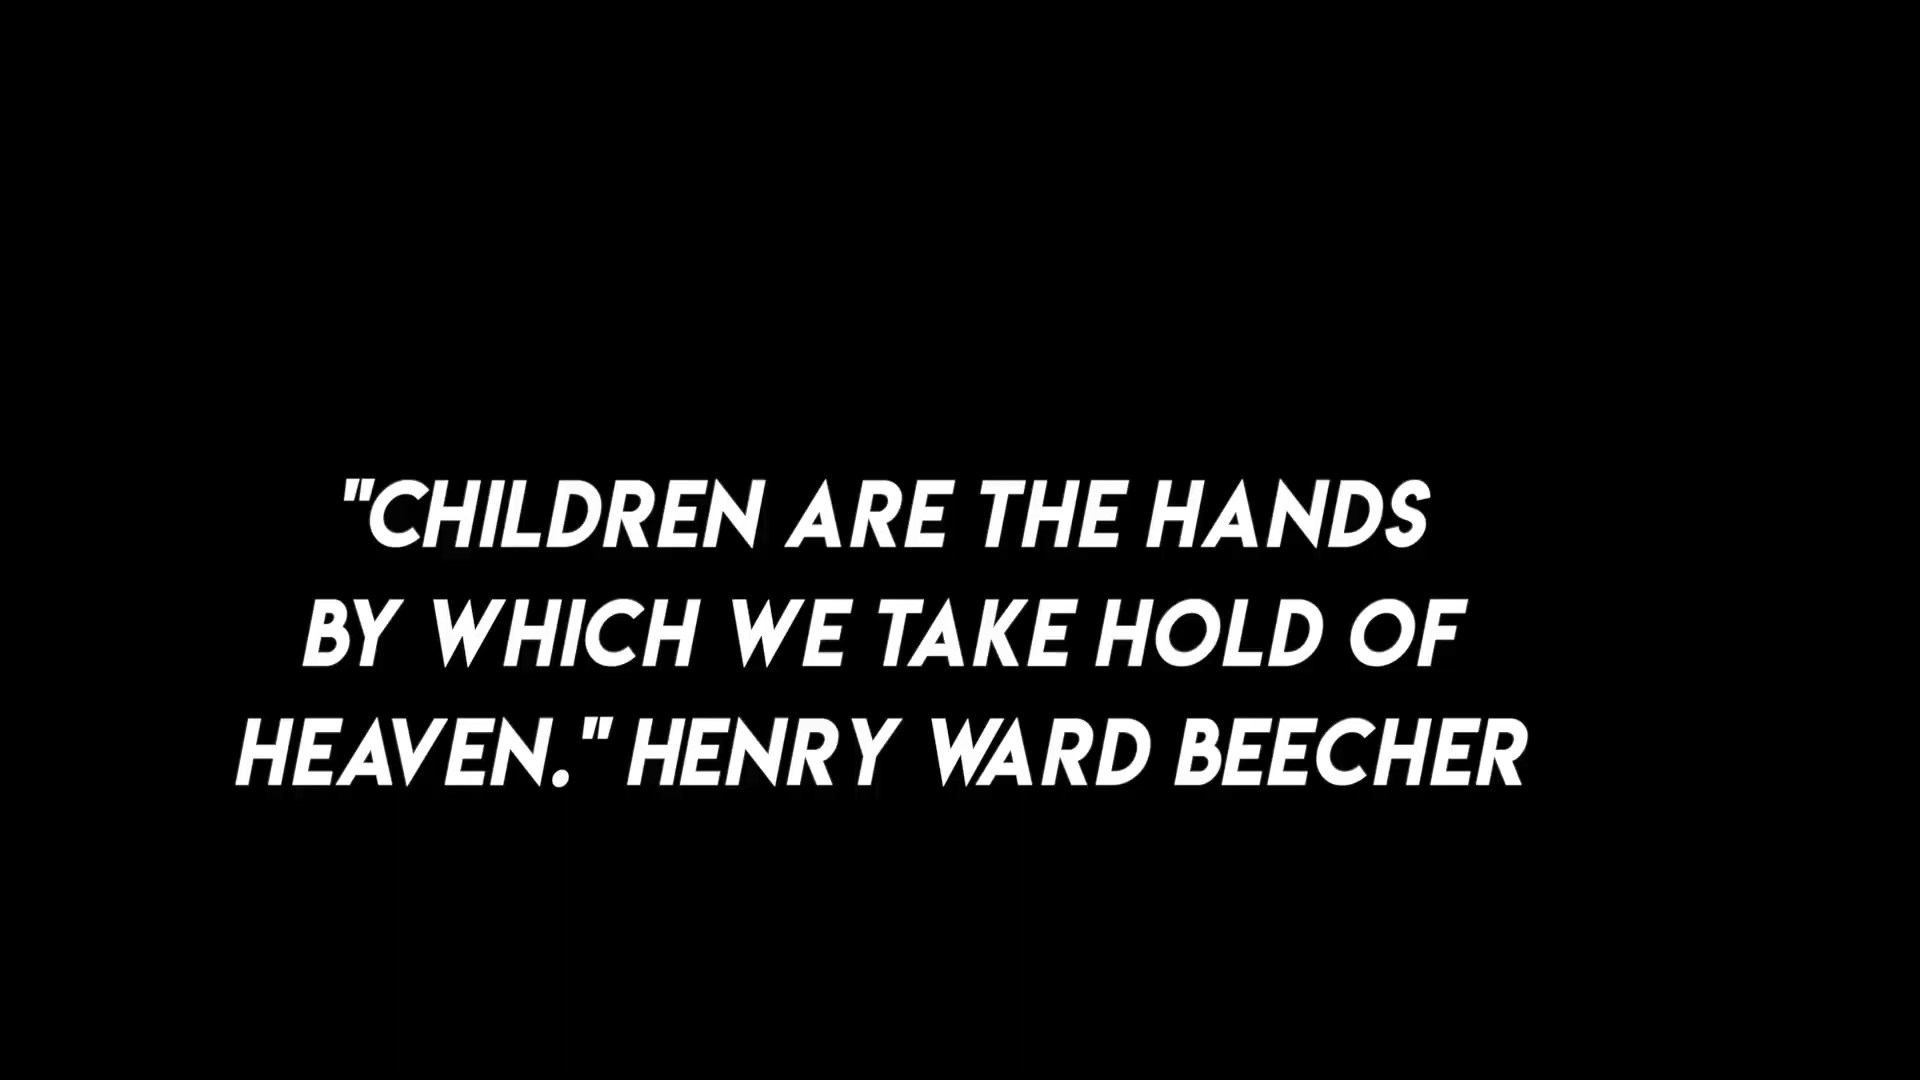 "CHILDREN ARE THE HANDS
BY WHICH WE TAKE HOLD OF
HEAVEN." HENRY WARD BEECHER